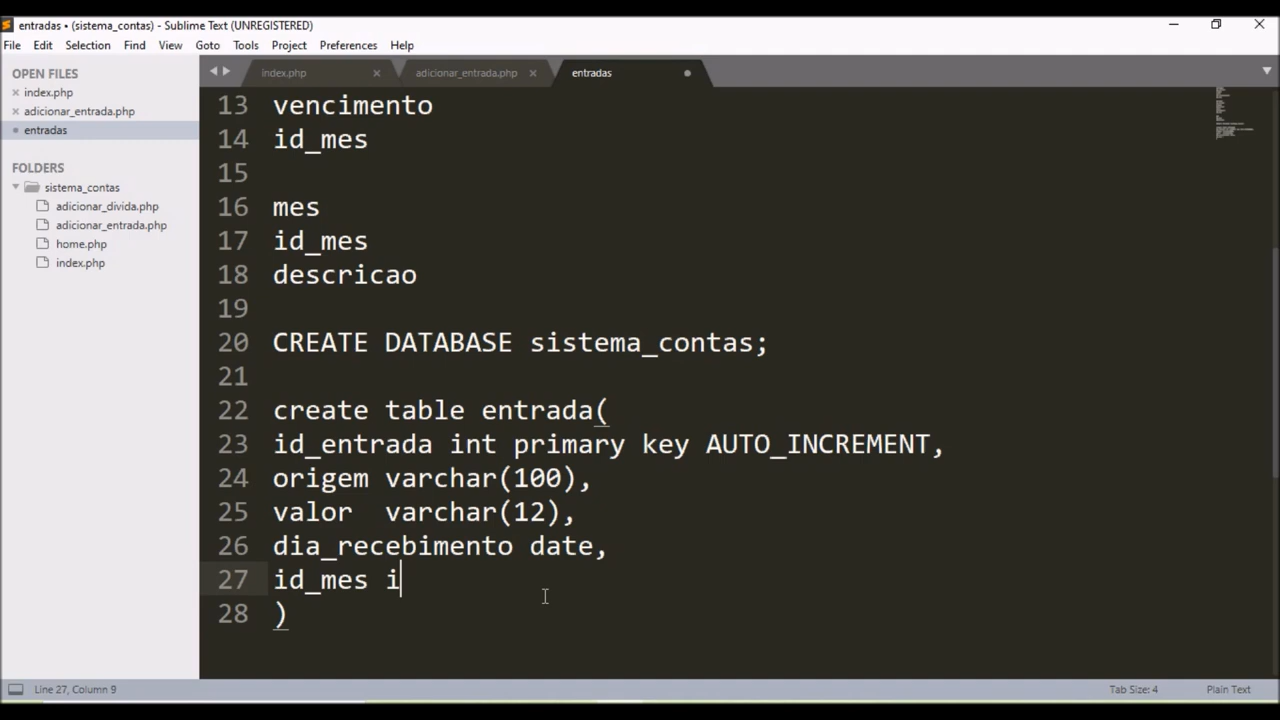 entradas • (sistema_contas) - Sublime Text (UNREGISTERED)
File Edit Selection Find View Goto Tools Project Preferences Help
OPEN FILES
index.php
adicionar_entrada.php
entradas
FOLDERS
sistema_contas
adicionar_divida.php
adicionar_entrada.php
home.php
index.php
index.php adicionar_entrada.php entradas
13 vencimento
14 id_mes
15
16 mes
17 id_mes
18 descricao
19
20 CREATE DATABASE sistema_contas;
21
22 create table entrada(
23 id_entrada int primary key AUTO_INCREMENT,
24 origem varchar(100),
25 valor  varchar(12),
26 dia_recebimento date,
27 id_mes i
28 )
Line 27, Column 9 Tab Size: 4 Plain Text